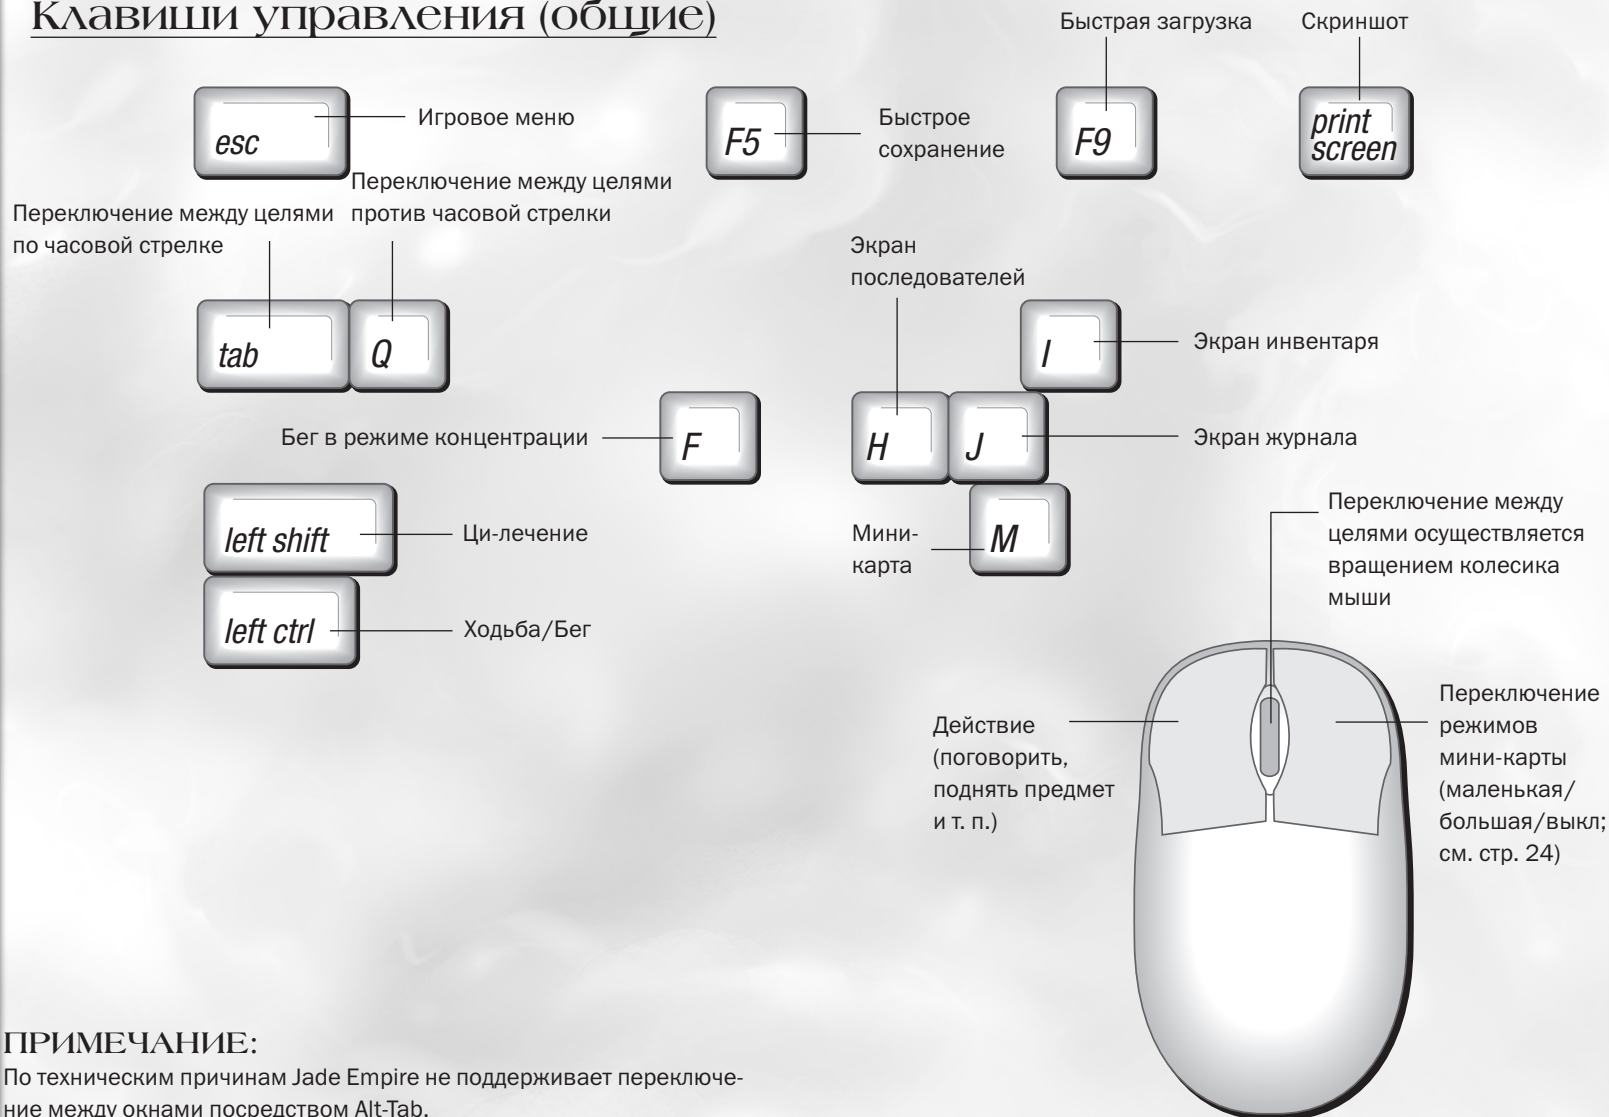 Клавиши управления (общие)
Быстрая загрузка
Скриншот
esc
Игровое меню
F5
Быстрое
сохранение
F9
print
screen
Переключение между целями
по часовой стрелке
Переключение между целями
против часовой стрелки
tab
Q
Экран
последователей
I
Экран инвентаря
Бег в режиме концентрации
F
H
J
Экран журнала
left shift
Ци-лечение
Мини-
карта
M
left ctrl
Ходьба/Бег
Переключение между
целями осуществляется
вращением колесика
мыши
Действие
(поговорить,
поднять предмет
и т. п.)
Переключение
режимов
мини-карты
(маленькая/
большая/выкл;
см. стр. 24)
ПРИМЕЧАНИЕ:
По техническим причинам Jade Empire не поддерживает переключе-
ние между окнами посредством Alt-Tab.